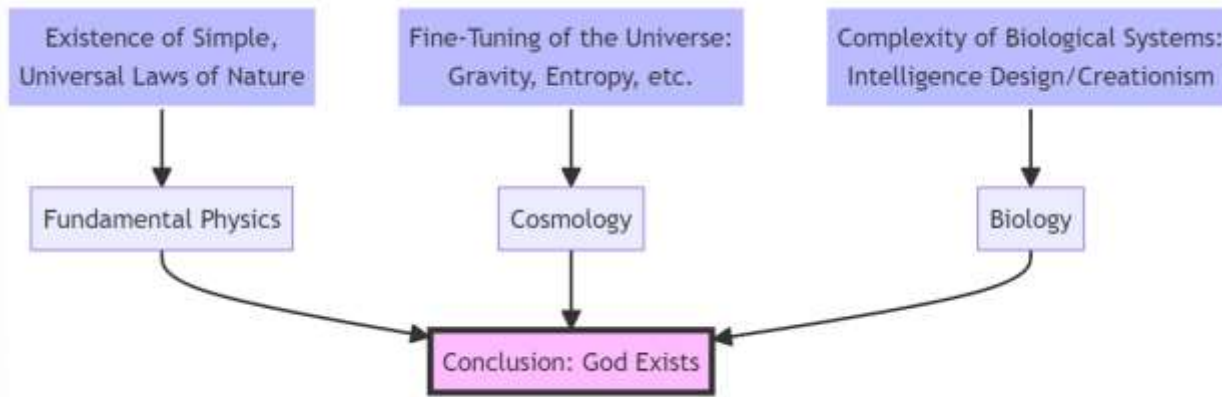 Existence of Simple,
Universal Laws of Nature
Fine-Tuning of the Universe:
Gravity, Entropy, etc.
Complexity of Biological Systems:
Intelligence Design/Creationism
Fundamental Physics
Cosmology
Biology
Conclusion: God Exists